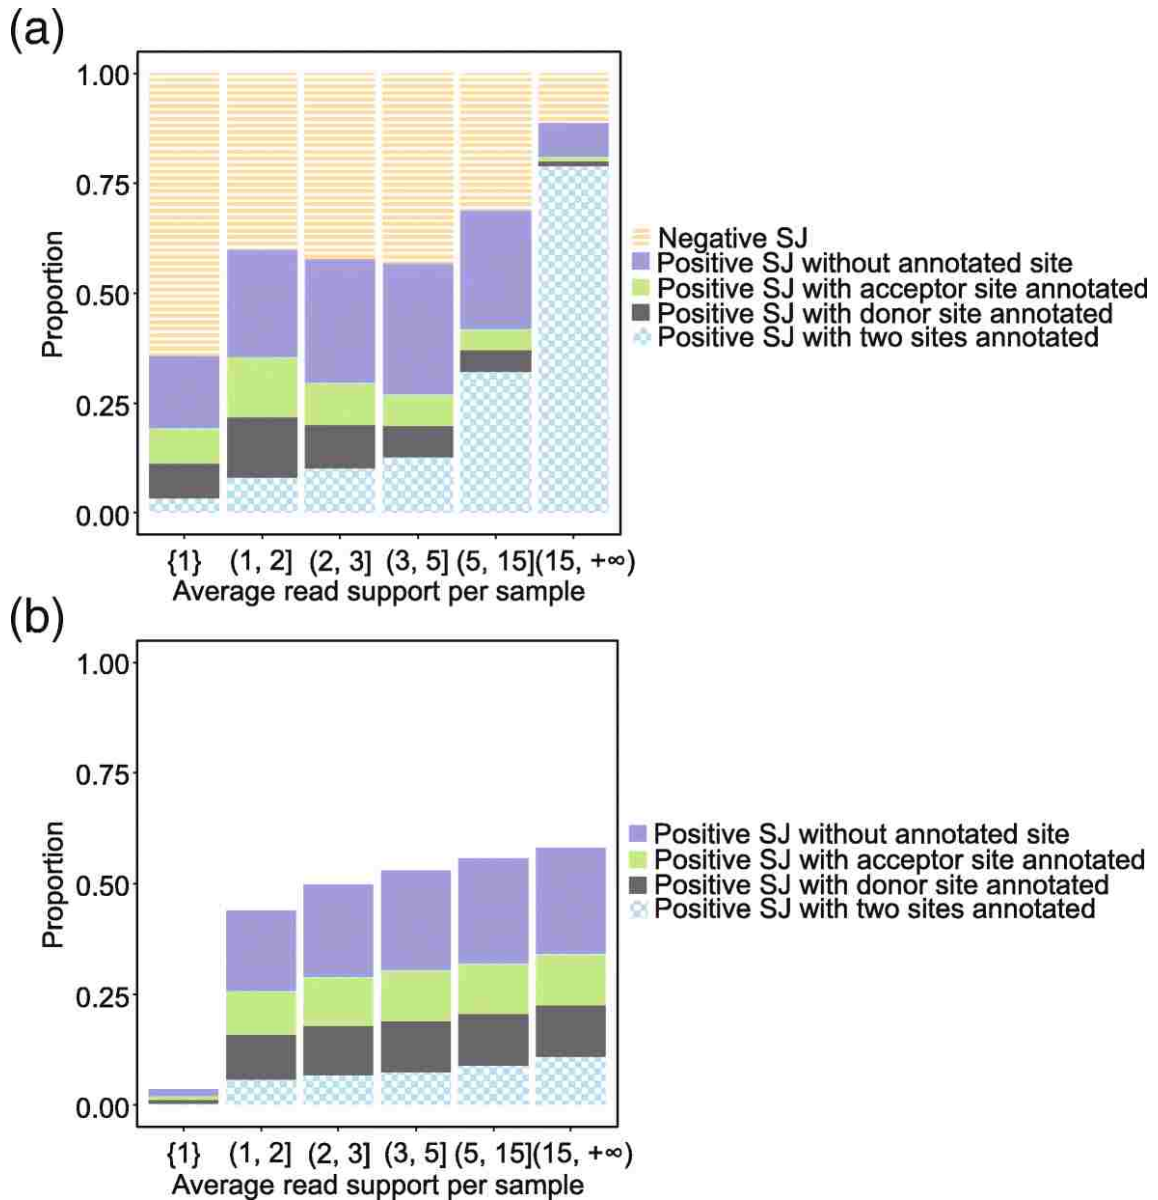 (a)
1.00
0.75
0.50
0.25
0.00
Proportion
{1} (1, 2] (2, 3] (3, 5] (5, 15] (15, +∞)
Average read support per sample
Negative SJ
Positive SJ without annotated site
Positive SJ with acceptor site annotated
Positive SJ with donor site annotated
Positive SJ with two sites annotated
(b)
1.00
0.75
0.50
0.25
0.00
Proportion
{1} (1, 2] (2, 3] (3, 5] (5, 15] (15, +∞)
Average read support per sample
Positive SJ without annotated site
Positive SJ with acceptor site annotated
Positive SJ with donor site annotated
Positive SJ with two sites annotated